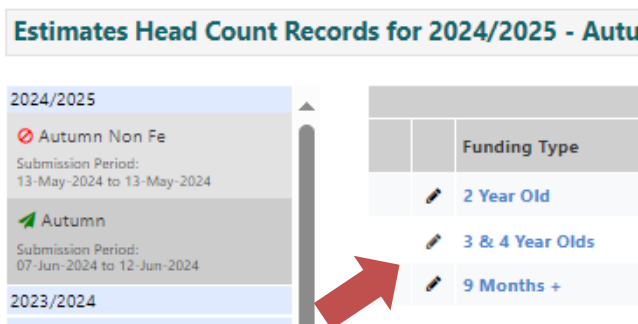 Estimates Head Count Records for 2024/2025 -
2024/2025
Autumn Non Fe
Submission Period:
13-May-2024 to 13-May-2024
Autumn
Submission Period:
07-Jun-2024 to 12-Jun-2024
2023/2024
Funding Type
2 Year Old
3 & 4 Year Olds
9 Months +